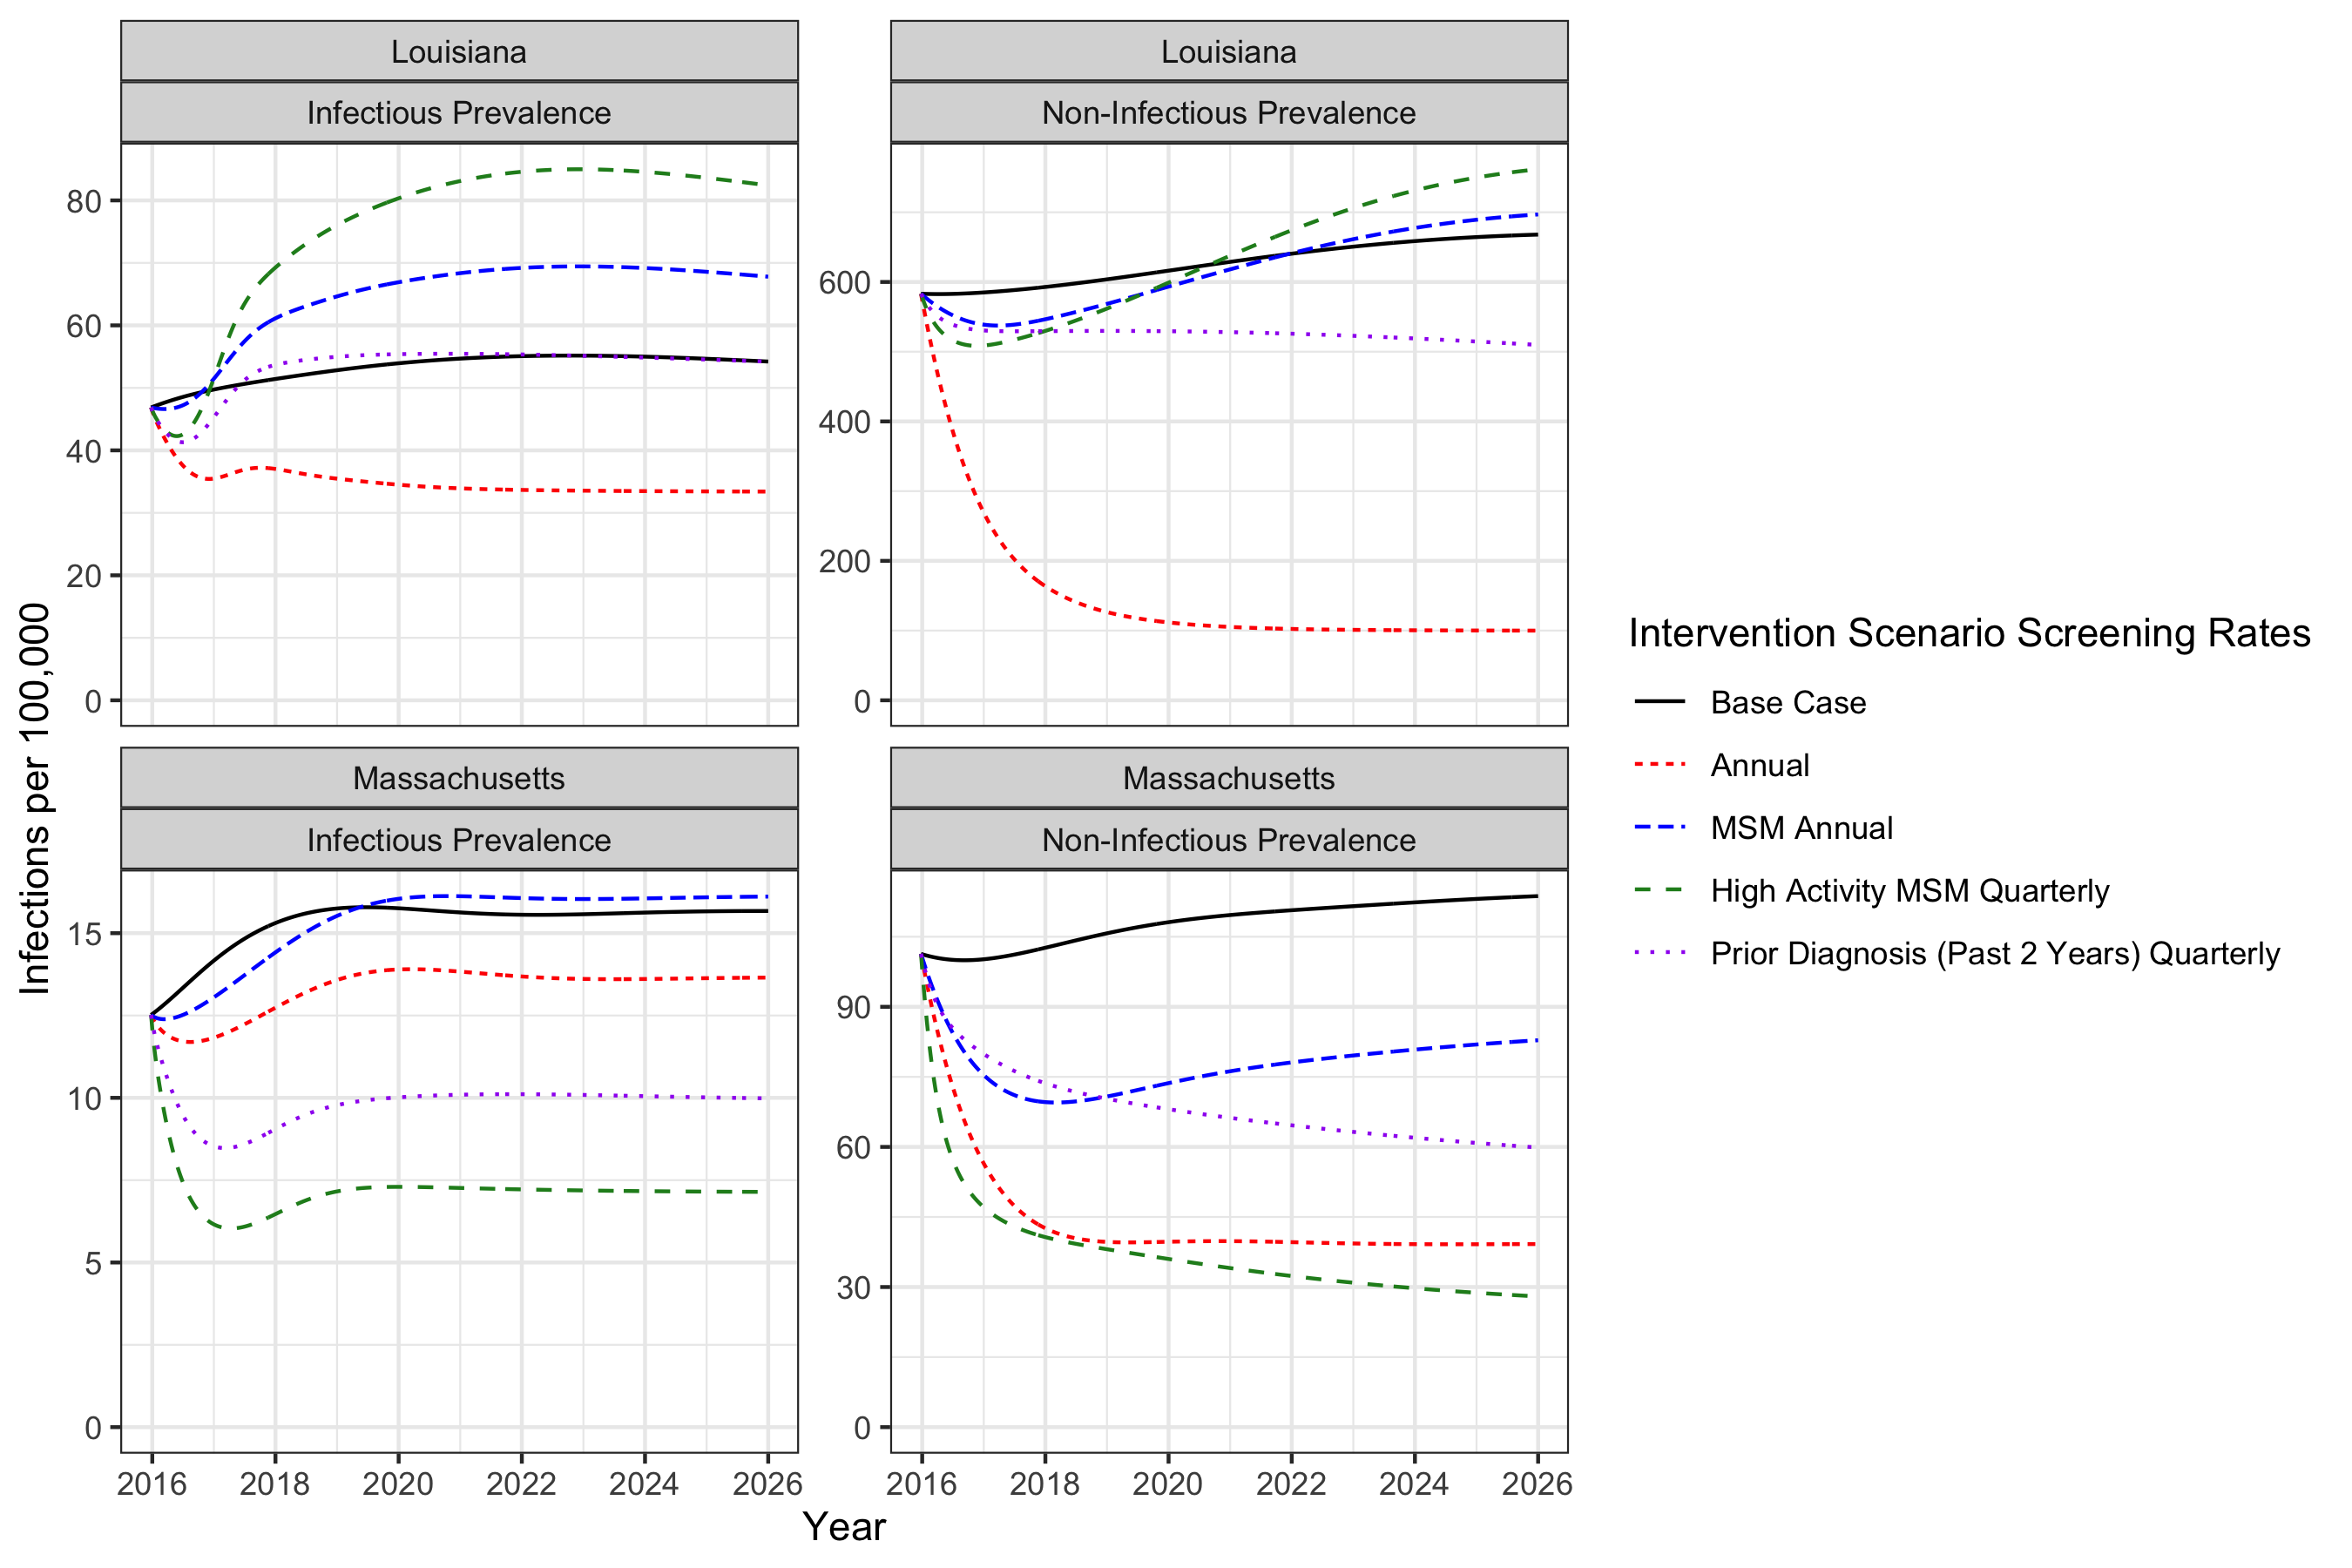 Louisiana
Infectious Prevalence
80
60
40
20
0
Louisiana
Non-Infectious Prevalence
600
400
200
0
Massachusetts
Infectious Prevalence
15
10
5
0
2016 2018 2020 2022 2024 2026
Massachusetts
Non-Infectious Prevalence
90
60
30
0
2016 2018 2020 2022 2024 2026
Infections per 100,000
Year
Intervention Scenario Screening Rates
Base Case
Annual
MSM Annual
High Activity MSM Quarterly
Prior Diagnosis (Past 2 Years) Quarterly